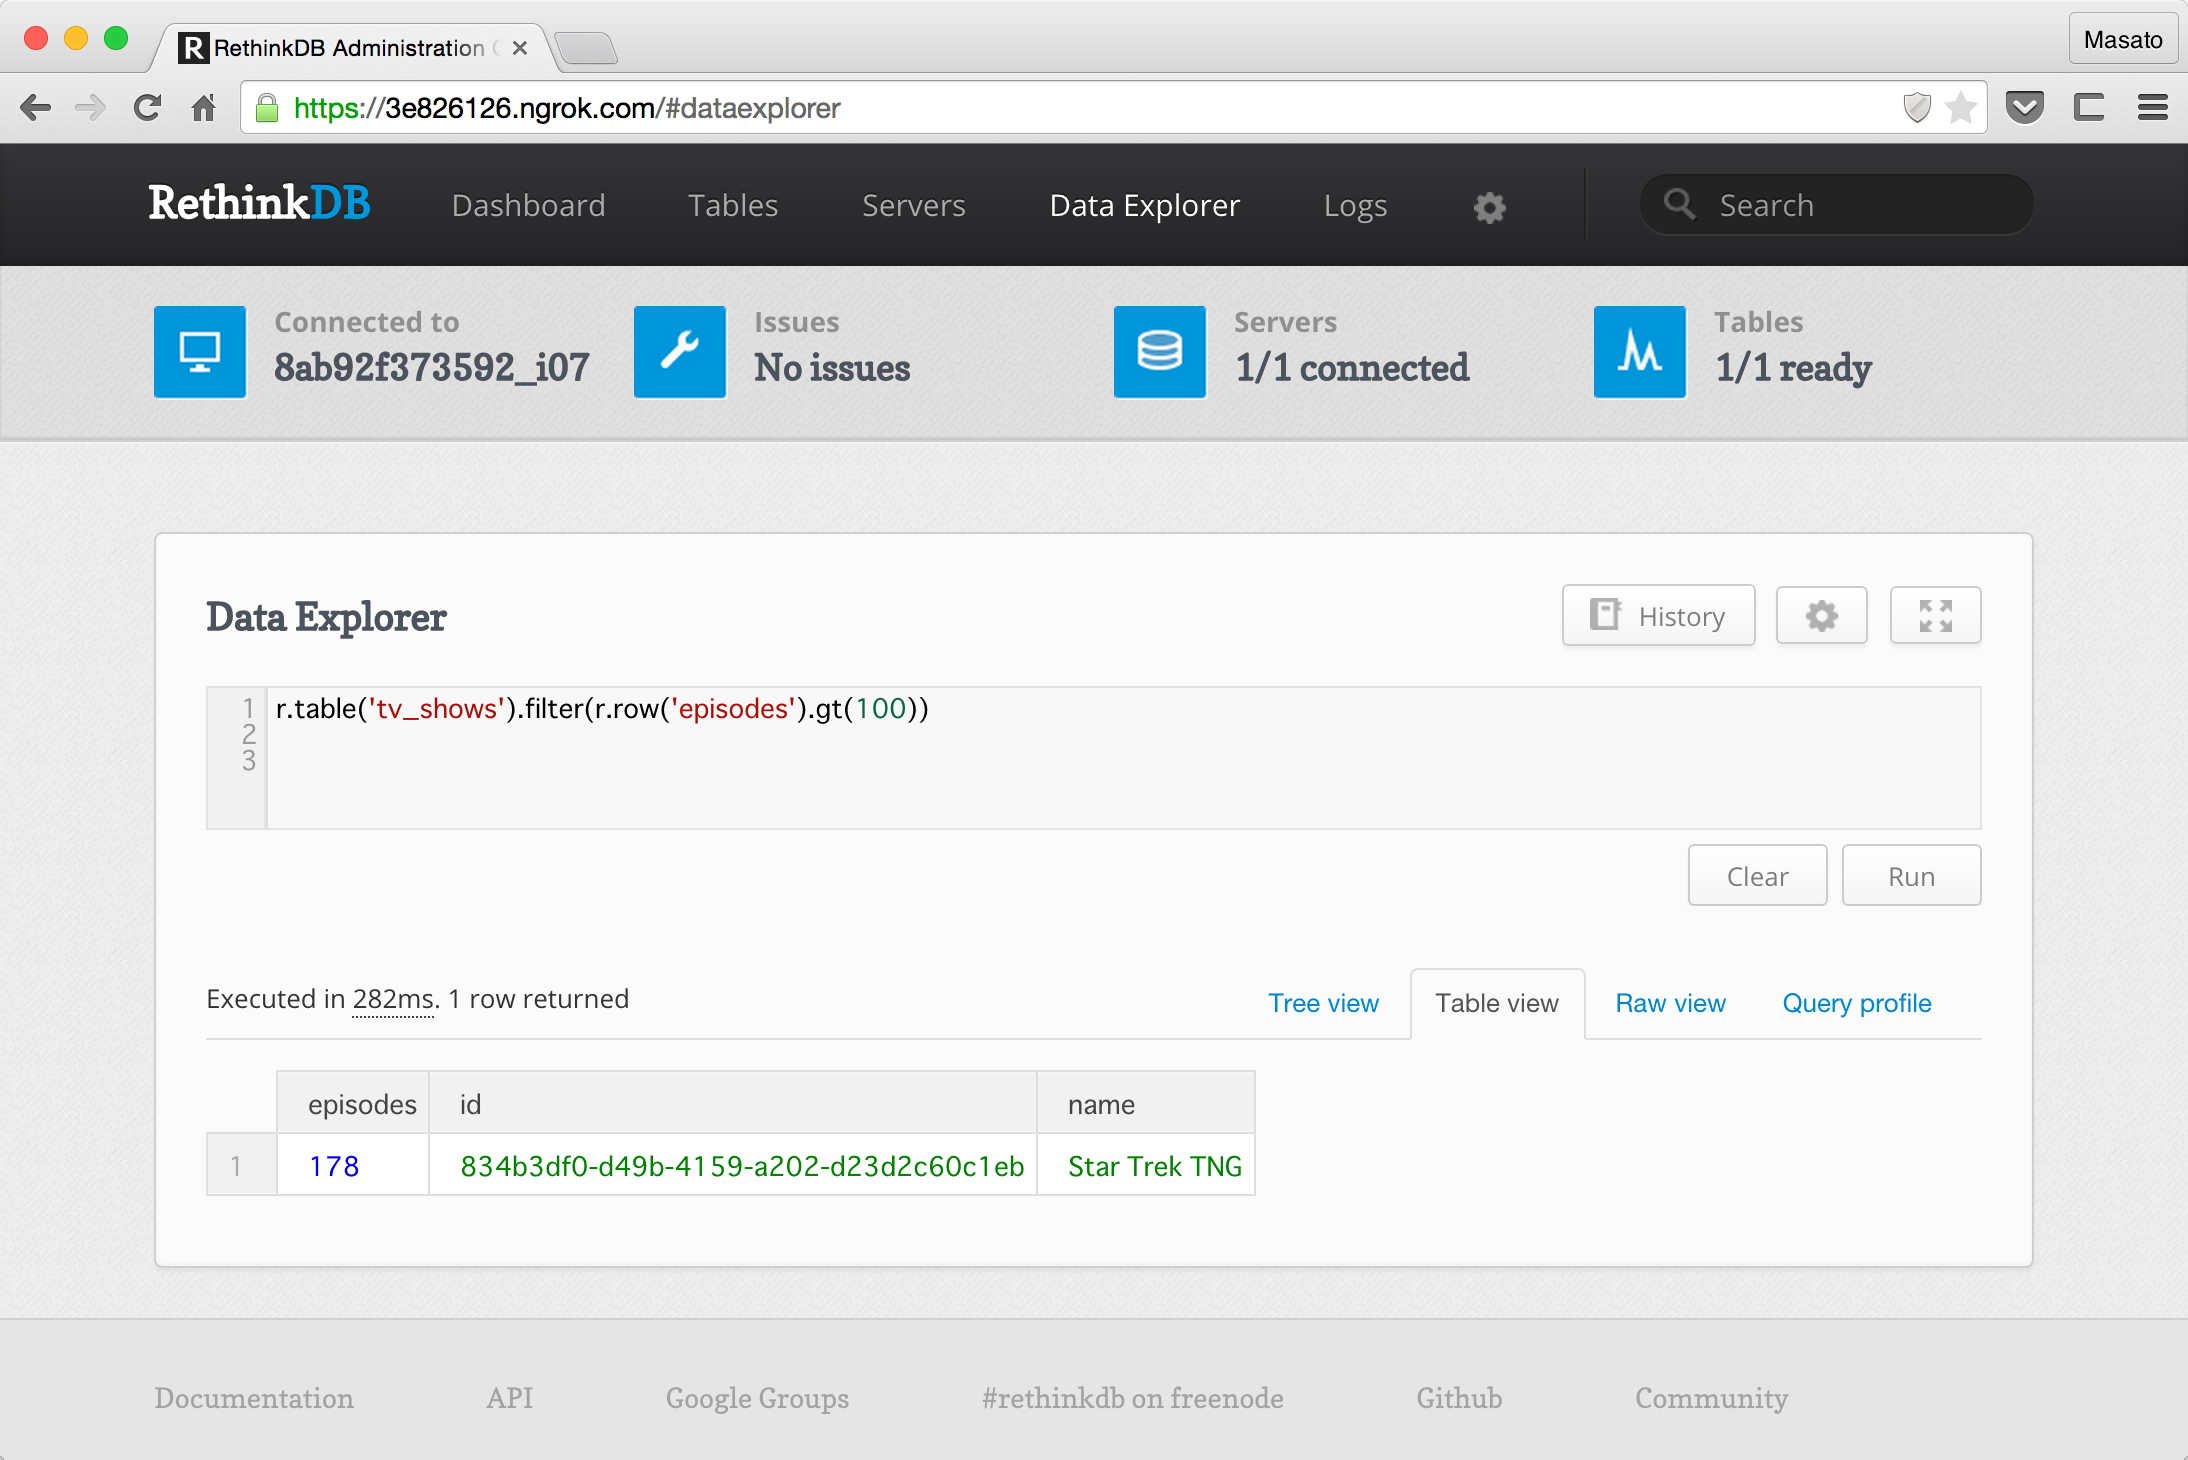 RethinkDB Administration
Masato
https://3e826126.ngrok.com/#dataexplorer
RethinkDB Dashboard Tables Servers Data Explorer Logs Search
Connected to Issues Servers Tables
8ab92f373592_i07 No issues 1/1 connected 1/1 ready
Data Explorer History
1 r.table('tv_shows').filter(r.row('episodes').gt(100))
2
3
Clear Run
Executed in 282ms. 1 row returned Tree view Table view Raw view Query profile
episodes id name
1 178 834b3df0-d49b-4159-a202-d23d2c60c1eb Star Trek TNG
Documentation API Google Groups #rethinkdb on freenode Github Community